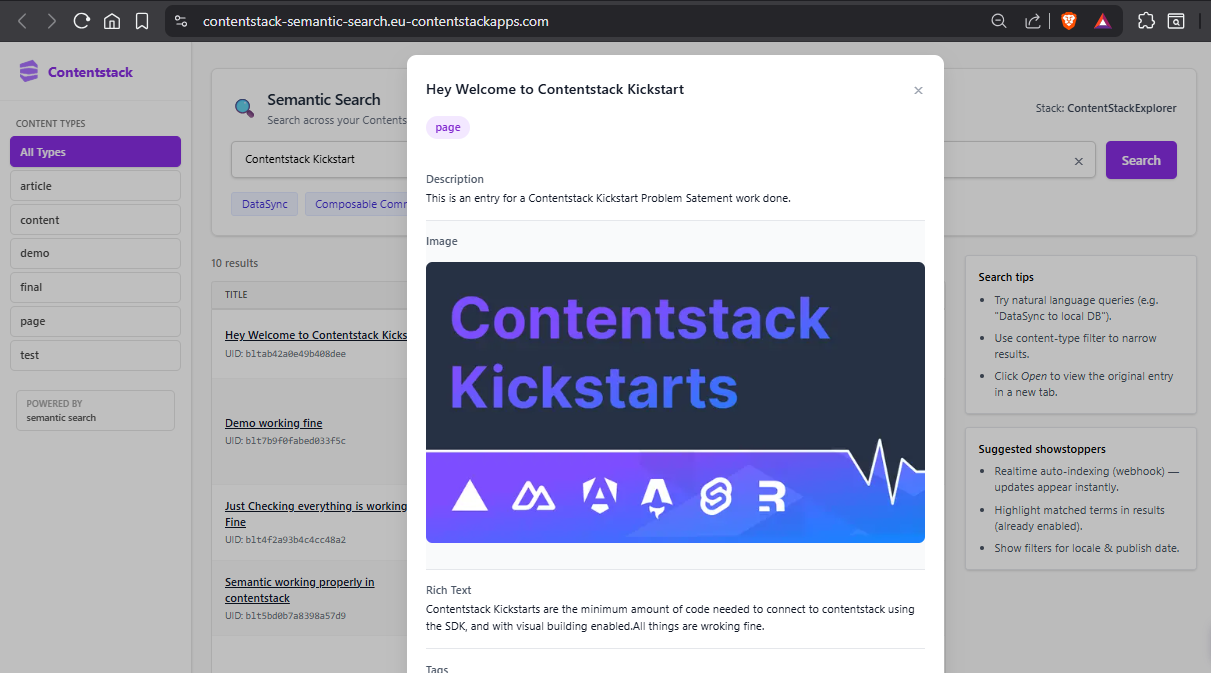 contentstack-semantic-search.eu-contentstackapps.com
Contentstack
CONTENT TYPES
All Types
article
content
demo
final
page
test
POWERED BY
semantic search
Semantic Search
Search across your Contents
Stack: ContentStackExplorer
Contentstack Kickstart
×
Search
DataSync
Composable Com
10 results
TITLE
Hey Welcome to Contentstack Kicks
UID: bltab42a0e49b408dee
Demo working fine
UID: blt7b9f0fabed033f5c
Just Checking everything is working
Fine
UID: blt4f2a93b4c4cc48a2
Semantic working properly in
contentstack
UID: blt5bd0b7a8398a57d9
Hey Welcome to Contentstack Kickstart
×
page
Description
This is an entry for a Contentstack Kickstart Problem Satement work done.
Image
Contentstack
Kickstarts
Rich Text
Contentstack Kickstarts are the minimum amount of code needed to connect to contentstack using
the SDK, and with visual building enabled.All things are wroking fine.
Tags
Search tips
• Try natural language queries (e.g.
"DataSync to local DB").
• Use content-type filter to narrow
results.
• Click Open to view the original entry
in a new tab.
Suggested showstoppers
• Realtime auto-indexing (webhook) —
updates appear instantly.
• Highlight matched terms in results
(already enabled).
• Show filters for locale & publish date.